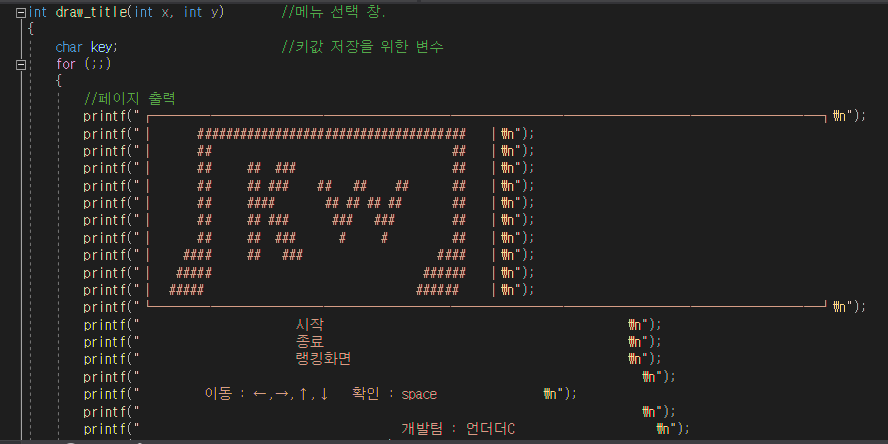 int draw_title(int x, int y)        //메뉴 선택 창.
{
    char key;                       //키값 저장을 위한 변수
    for (;;)
    {
        //페이지 출력
        printf(" ┌──────────────────────────────────────────────┐₩n");
        printf(" |      ######################################   |₩n");
        printf(" |      ##                                  ##   |₩n");
        printf(" |      ##     ##  ###                      ##   |₩n");
        printf(" |      ##     ## ###    ##   ##    ##      ##   |₩n");
        printf(" |      ##     ####       ## ## ## ##       ##   |₩n");
        printf(" |      ##     ## ###      ###   ###        ##   |₩n");
        printf(" |      ##     ##  ###      #     #         ##   |₩n");
        printf(" |    ####     ##   ###                   ####   |₩n");
        printf(" |   #####                              ######   |₩n");
        printf(" |  #####                              ######    |₩n");
        printf(" └──────────────────────────────────────────────┘₩n");
        printf("                      시작                                           ₩n");
        printf("                      종료                                           ₩n");
        printf("                      랭킹화면                                       ₩n");
        printf("                                                                       ₩n");
        printf("         이동 : ←,→,↑,↓   확인 : space               ₩n");
        printf("                                                                       ₩n");
        printf("                                     개발팀 : 언더더C                    ₩n");